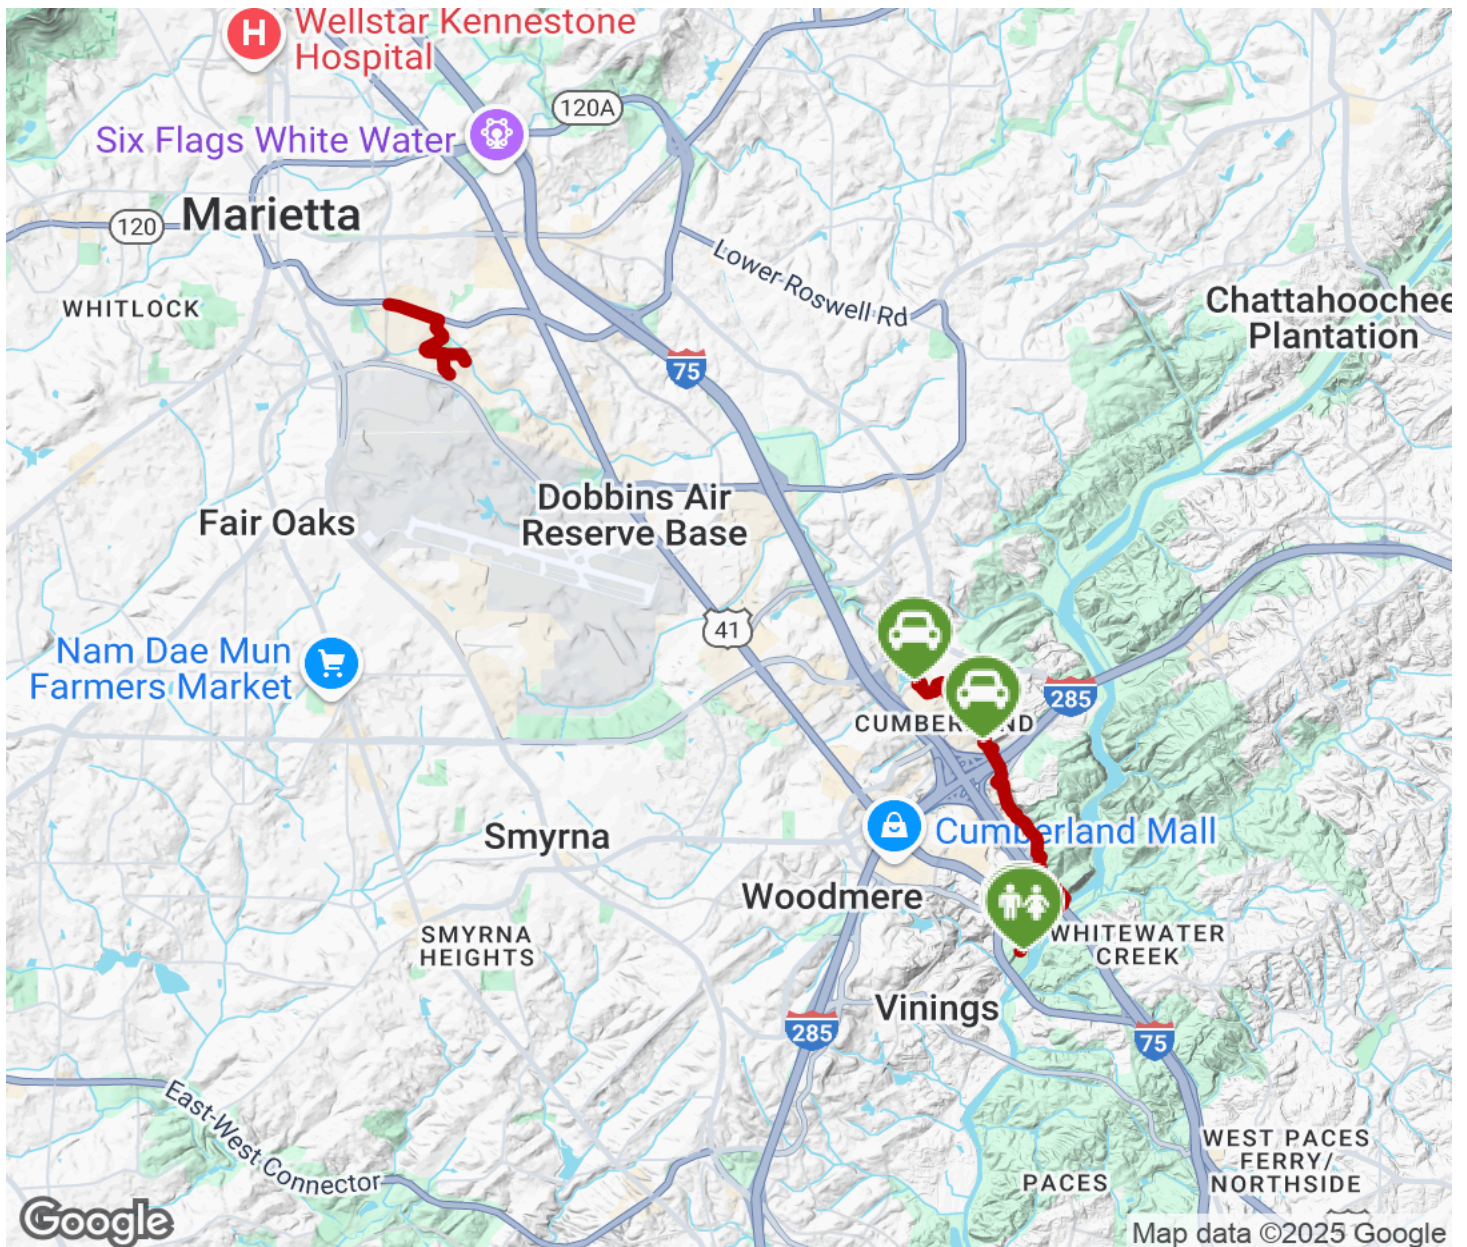 Wellstar Kennestone
Hospital
H
120A
Six Flags White Water
120
Marietta
Lower Roswell Rd
WHITLOCK
Chattahoochee
Plantation
75
Dobbins Air
Reserve Base
Fair Oaks
41
Nam Dae Mun
Farmers Market
285
Smyrna
Cumberland Mall
Woodmere
SMYRNA
HEIGHTS
WHITEWATER
CREEK
Vinings
285
75
East-West Connector
WEST PACES
FERRY/
NORTHSIDE
PACES
Google
Map data ©2025 Google